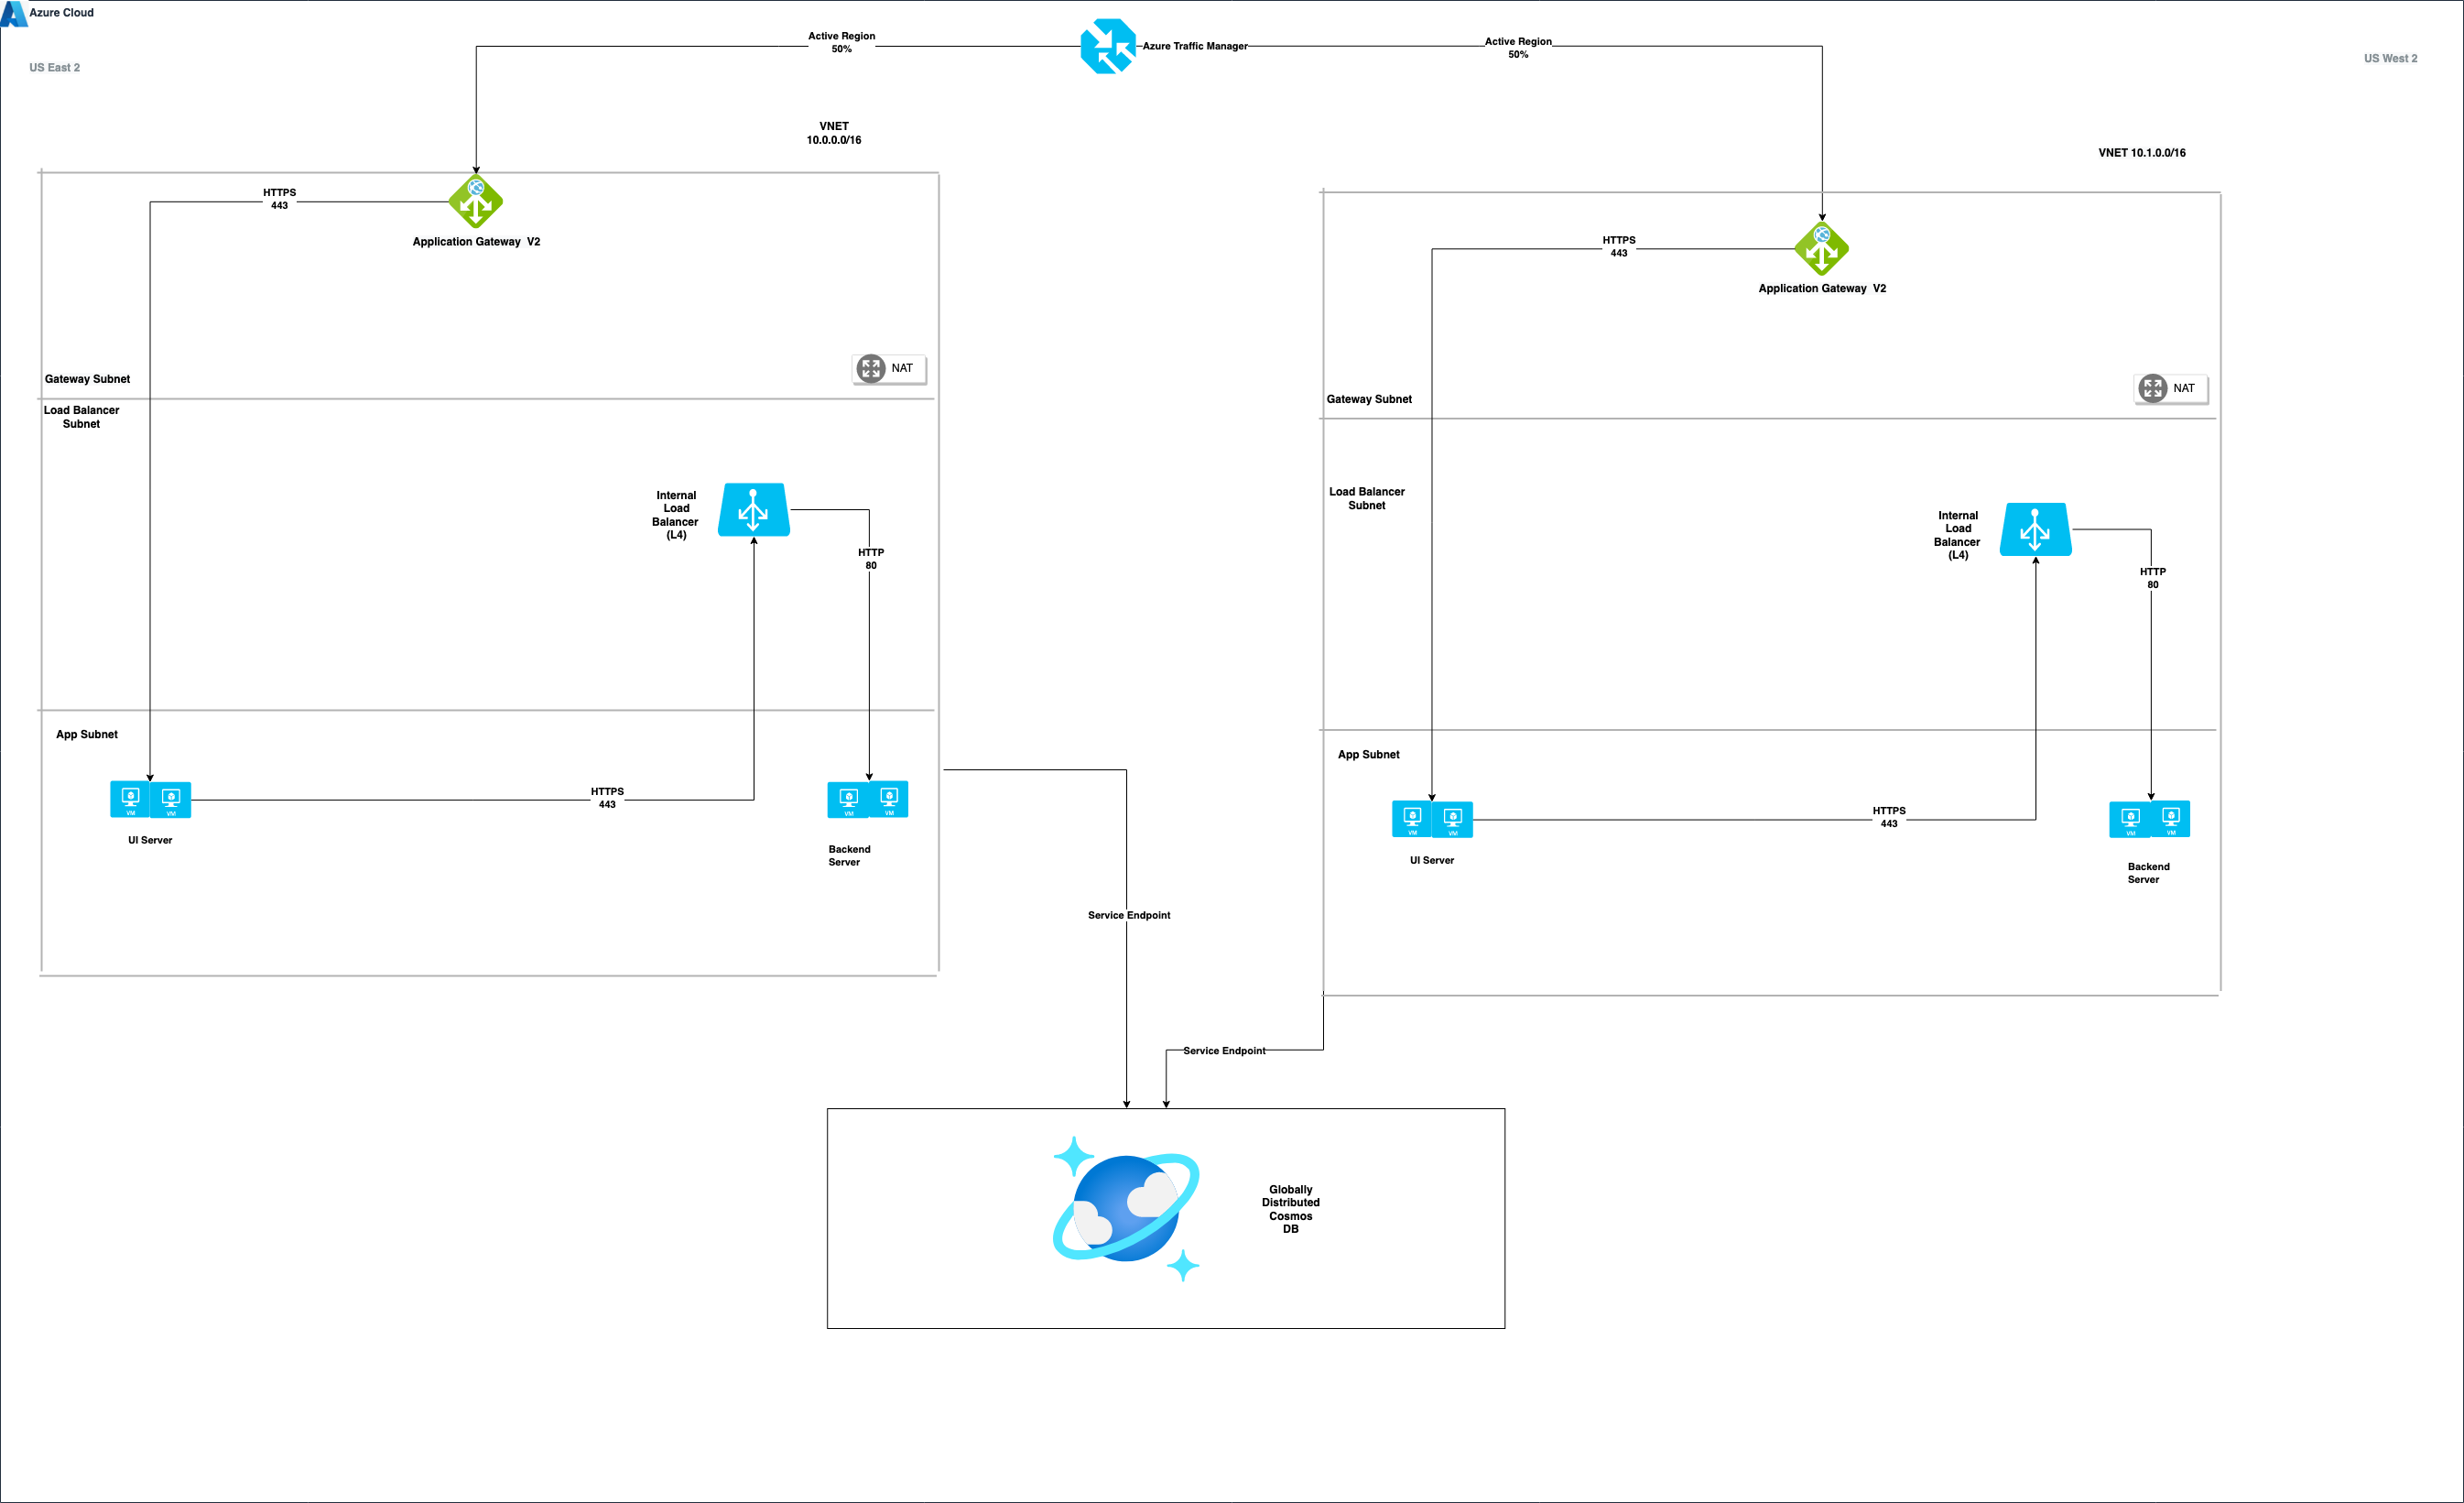 Azure Cloud
US East 2
Active Region
50%
Azure Traffic Manager
Active Region
50%
US West 2
VNET
10.0.0.0/16
VNET 10.1.0.0/16
HTTPS
443
Application Gateway V2
NAT
Gateway Subnet
Load Balancer
Subnet
Internal
Load
Balancer
(L4)
HTTP
80
App Subnet
VM
VM
UI Server
HTTPS
443
VM
VM
Backend
Server
HTTPS
443
Application Gateway V2
NAT
Gateway Subnet
Load Balancer
Subnet
Internal
Load
Balancer
(L4)
HTTP
80
App Subnet
VM
VM
UI Server
HTTPS
443
VM
VM
Backend
Server
Service Endpoint
Service Endpoint
Globally
Distributed
Cosmos
DB